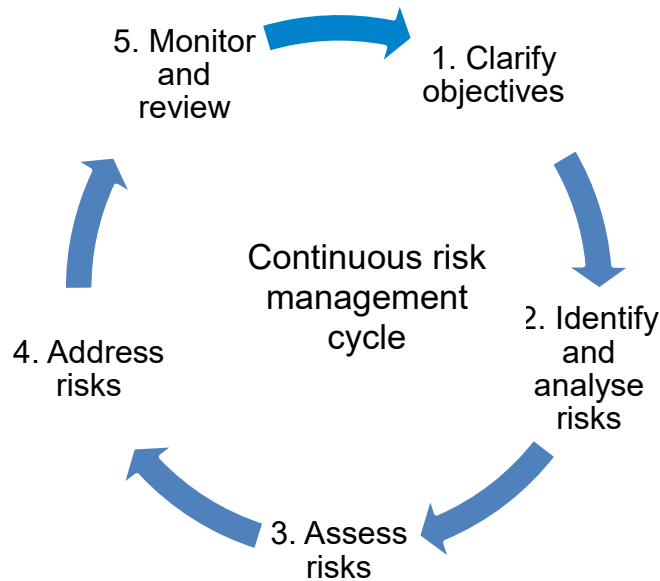 5. Monitor
and
review
1. Clarify
objectives
Continuous risk
management
cycle
2. Identify
and
analyse
risks
4. Address
risks
3. Assess
risks